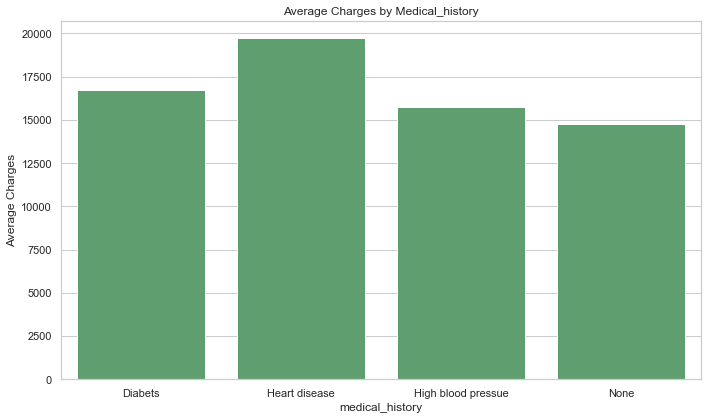 Average Charges by Medical_history
Average Charges
20000
17500
15000
12500
10000
7500
5000
2500
0
Diabets
Heart disease
High blood pressue
None
medical_history